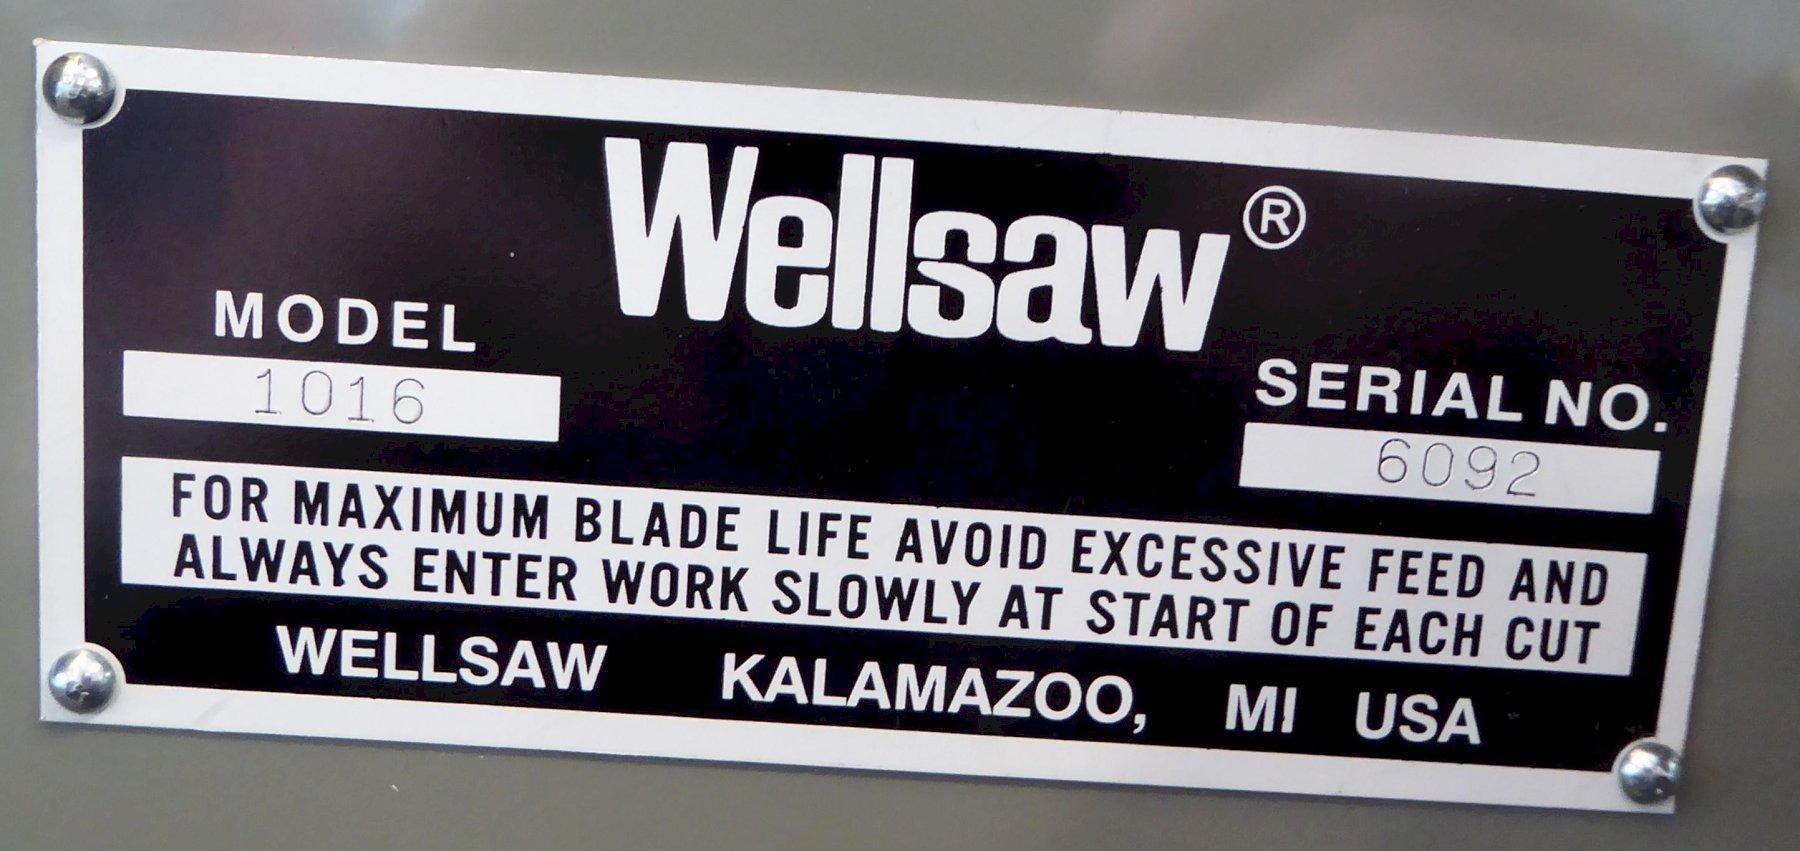 Wellsaw®
MODEL
1016
SERIAL NO.
6092
FOR MAXIMUM BLADE LIFE AVOID EXCESSIVE FEED AND
ALWAYS ENTER WORK SLOWLY AT START OF EACH CUT
WELLSAW KALAMAZOO, MI USA